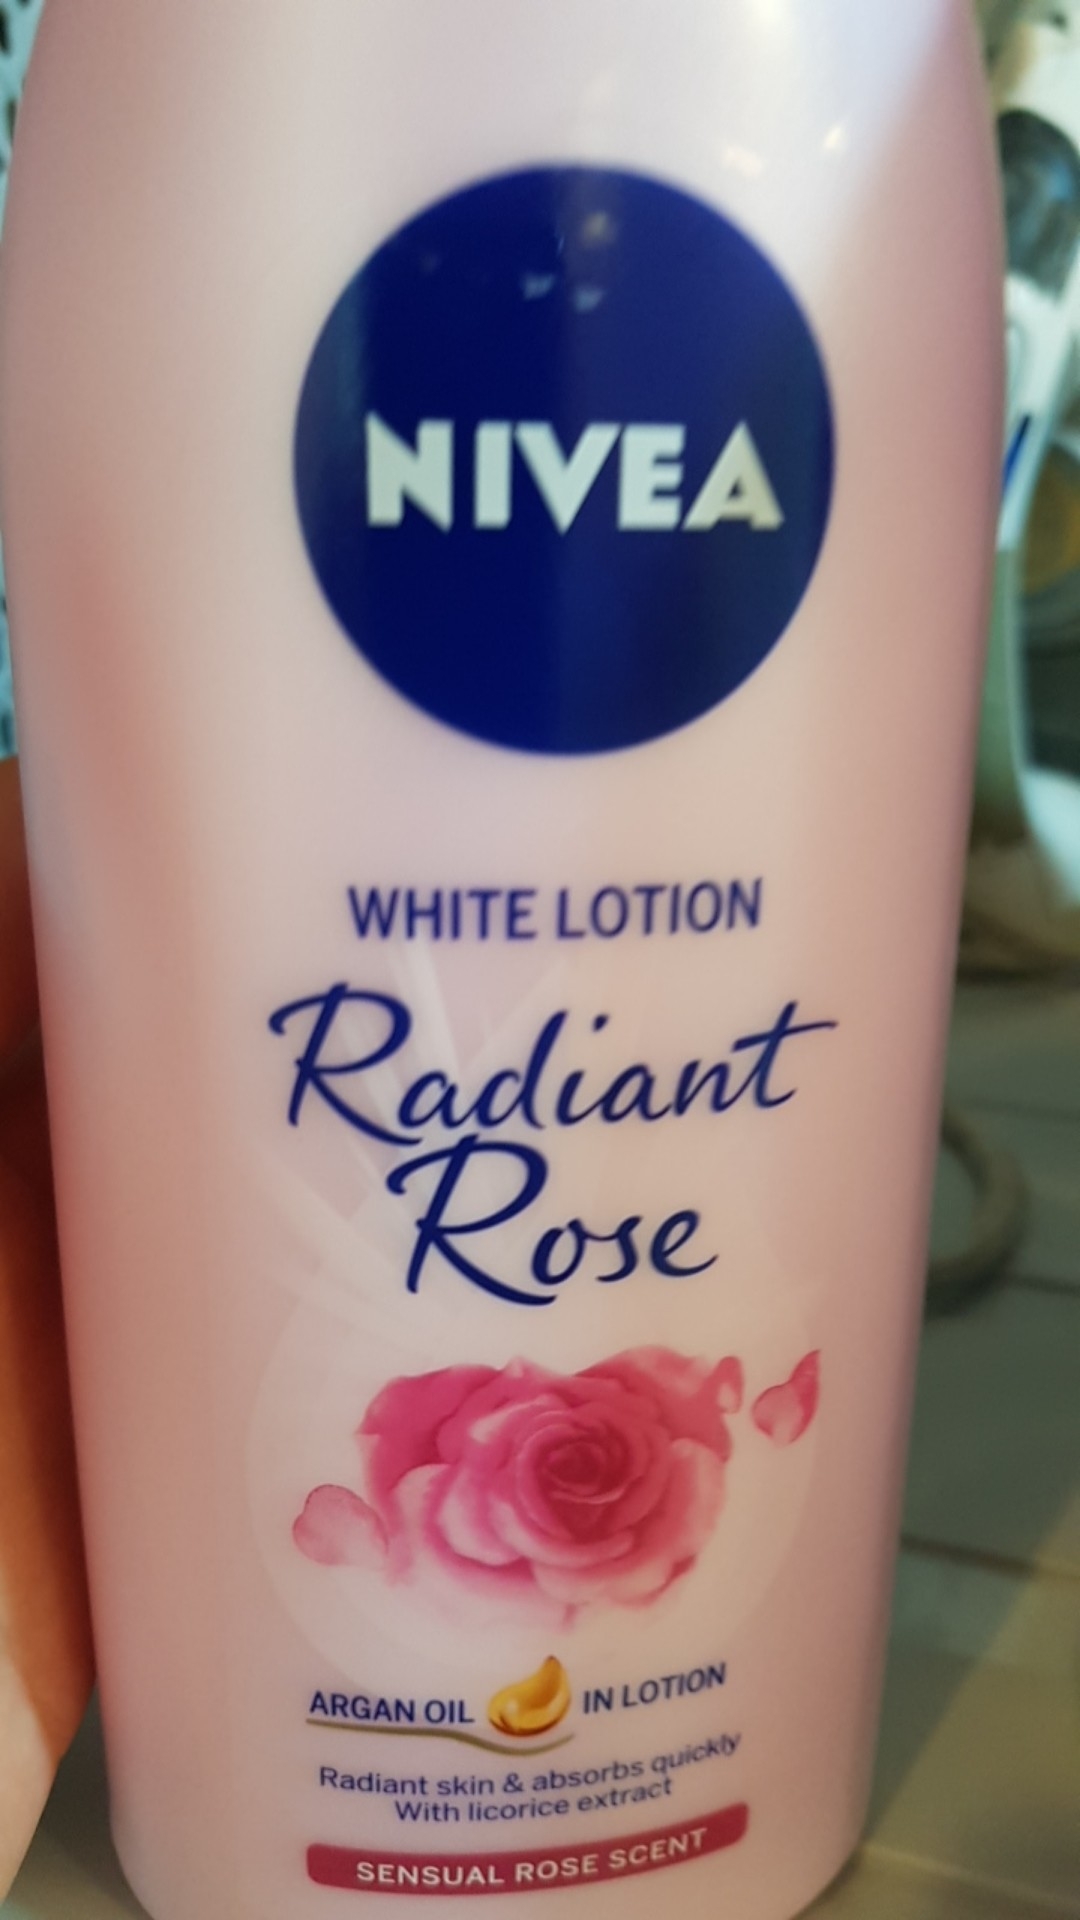 NIVEA
WHITE LOTION
Radiant
Rose
ARGAN OIL IN LOTION
Radiant skin & absorbs quickly
With licorice extract
SENSUAL ROSE SCENT